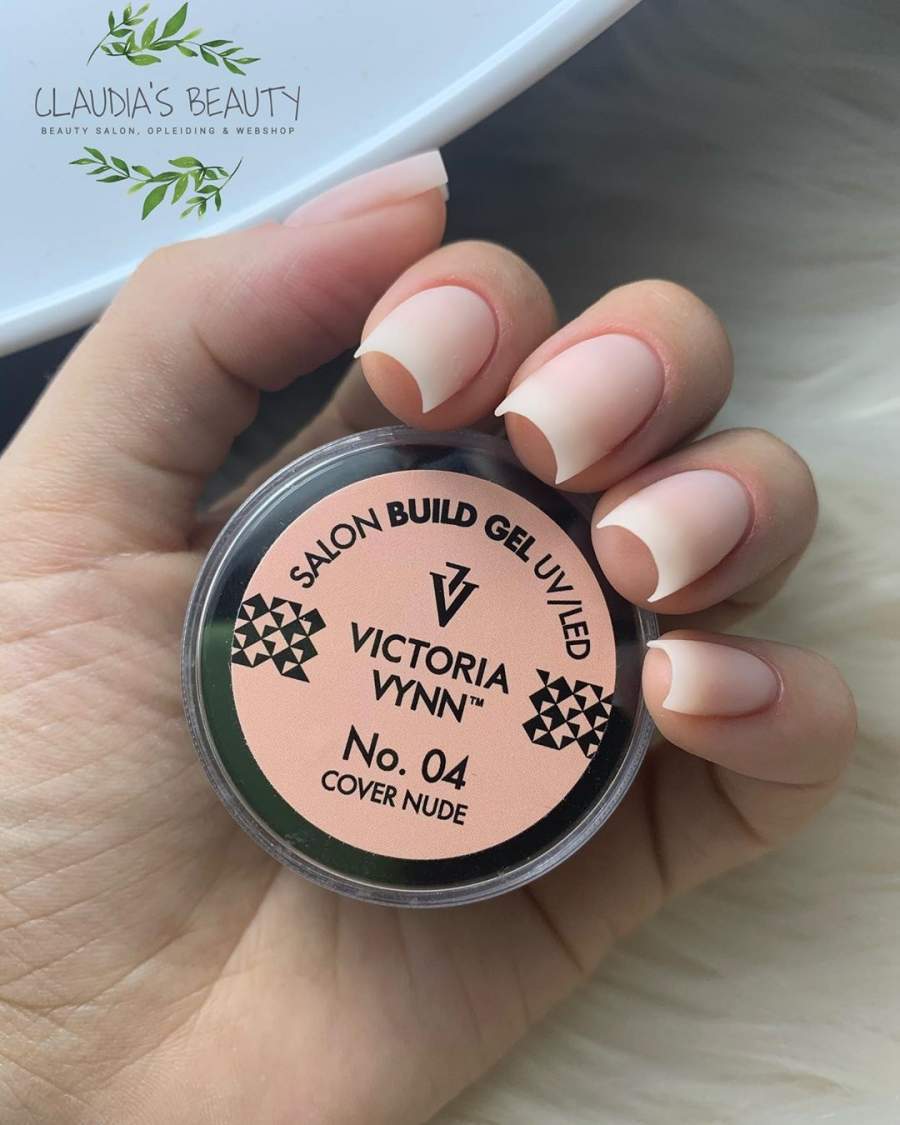 CLAUDIA'S BEAUTY
BEAUTY SALON, OPLEIDING & WEBSHOP
SALON BUILD GEL UV/LED
VICTORIA
VYNN™
No. 04
COVER NUDE